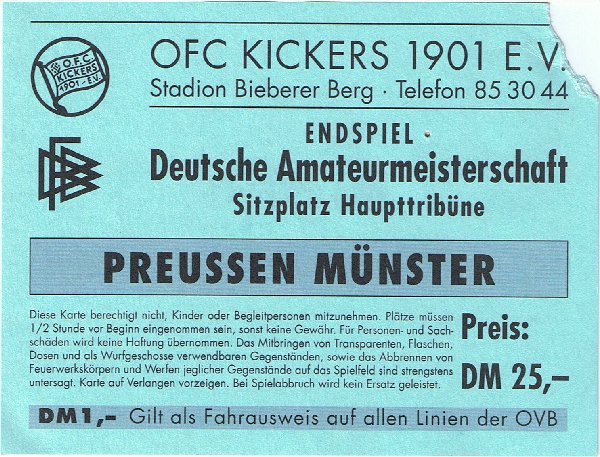 O.F.C.
KICKERS
1901 - E.V.
OFC KICKERS 1901 E.V.
Stadion Bieberer Berg · Telefon 85 30 44
ENDSPIEL
Deutsche Amateurmeisterschaft
Sitzplatz Haupttribüne
PREUSSEN MÜNSTER
Diese Karte berechtigt nicht, Kinder oder Begleitpersonen mitzunehmen. Plätze müssen
1/2 Stunde vor Beginn eingenommen sein, sonst keine Gewähr. Für Personen- und Sach-
schäden wird keine Haftung übernommen. Das Mitbringen von Transparenten, Flaschen,
Dosen und als Wurfgeschosse verwendbaren Gegenständen, sowie das Abbrennen von
Feuerwerkskörpern und Werfen jeglicher Gegenstände auf das Spielfeld sind strengstens
untersagt. Karte auf Verlangen vorzeigen. Bei Spielabbruch wird kein Ersatz geleistet.
Preis:
DM 25,–
DM 1,– Gilt als Fahrausweis auf allen Linien der OVB